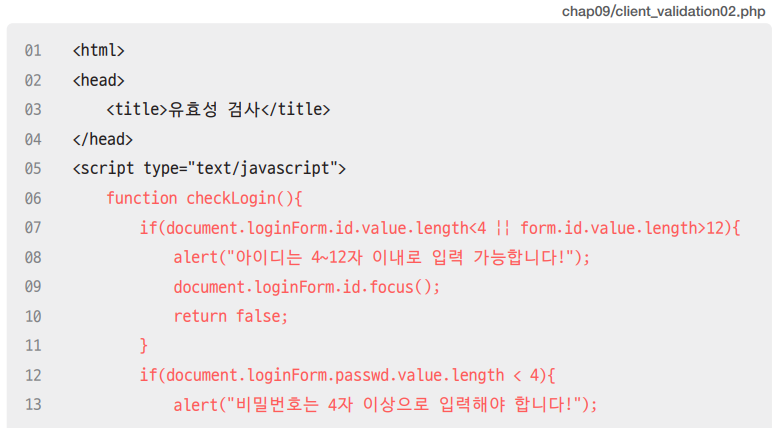 chap09/client_validation02.php
01 <html>
02 <head>
03 <title>유효성 검사</title>
04 </head>
05 <script type="text/javascript">
06 function checkLogin(){
07 if(document.loginForm.id.value.length<4 || form.id.value.length>12){
08 alert("아이디는 4~12자 이내로 입력 가능합니다!");
09 document.loginForm.id.focus();
10 return false;
11 }
12 if(document.loginForm.passwd.value.length < 4){
13 alert("비밀번호는 4자 이상으로 입력해야 합니다!");